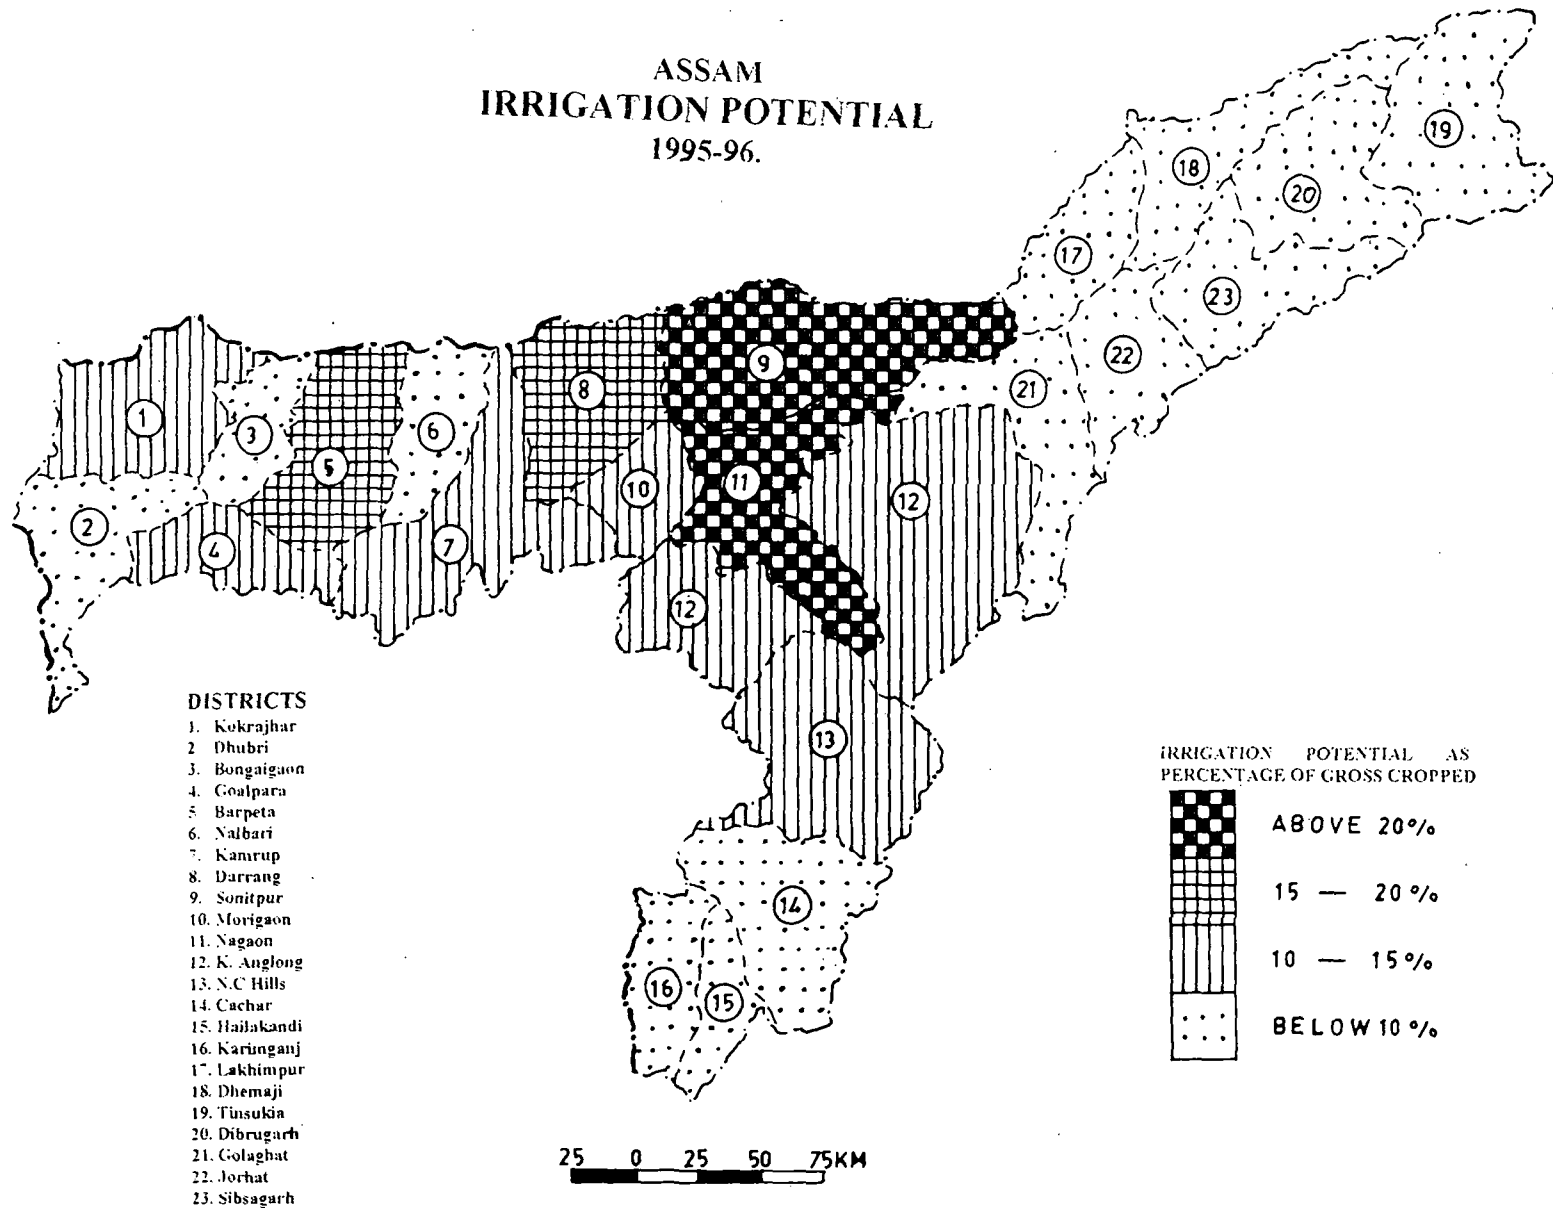 ASSAM
IRRIGATION POTENTIAL
1995-96.
19
18
20
17
23
22
9
21
8
1
3
6
5
11
10
12
2
7
4
12
13
14
16
15
DISTRICTS
1. Kokrajhar
2 Dhubri
3. Bongaigaon
4. Goalpara
5 Barpeta
6. Nalbari
7. Kamrup
8. Darrang
9. Sonitpur
10. Morigaon
11. Nagaon
12. K. Anglong
13. N.C Hills
14. Cachar
15. Hailakandi
16. Karimganj
17. Lakhimpur
18. Dhemaji
19. Tinsukia
20. Dibrugarh
21. Golaghat
22. Jorhat
23. Sibsagarh
IRRIGATION POTENTIAL AS
PERCENTAGE OF GROSS CROPPED
ABOVE 20%
15 — 20%
10 — 15%
BELOW 10%
25 0 25 50 75KM